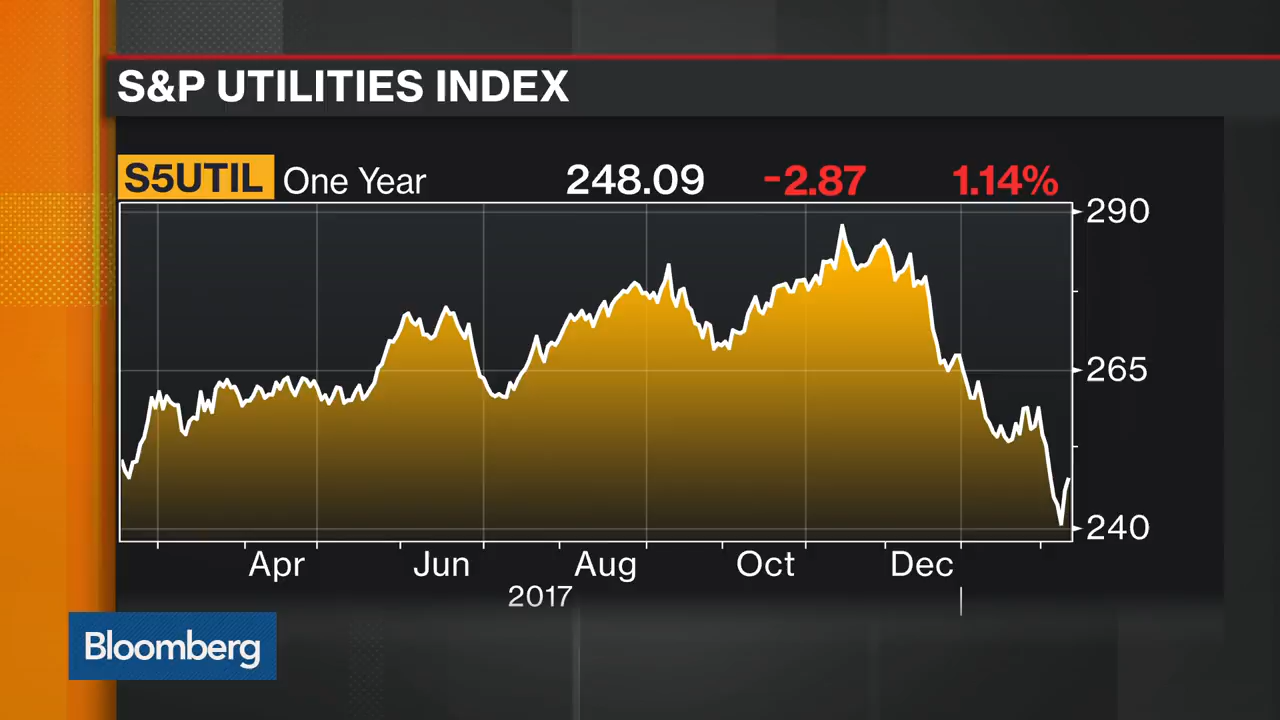 S&P UTILITIES INDEX
S5UTIL One Year 248.09 -2.87 1.14%
290
265
240
Apr Jun Aug Oct Dec
2017
Bloomberg